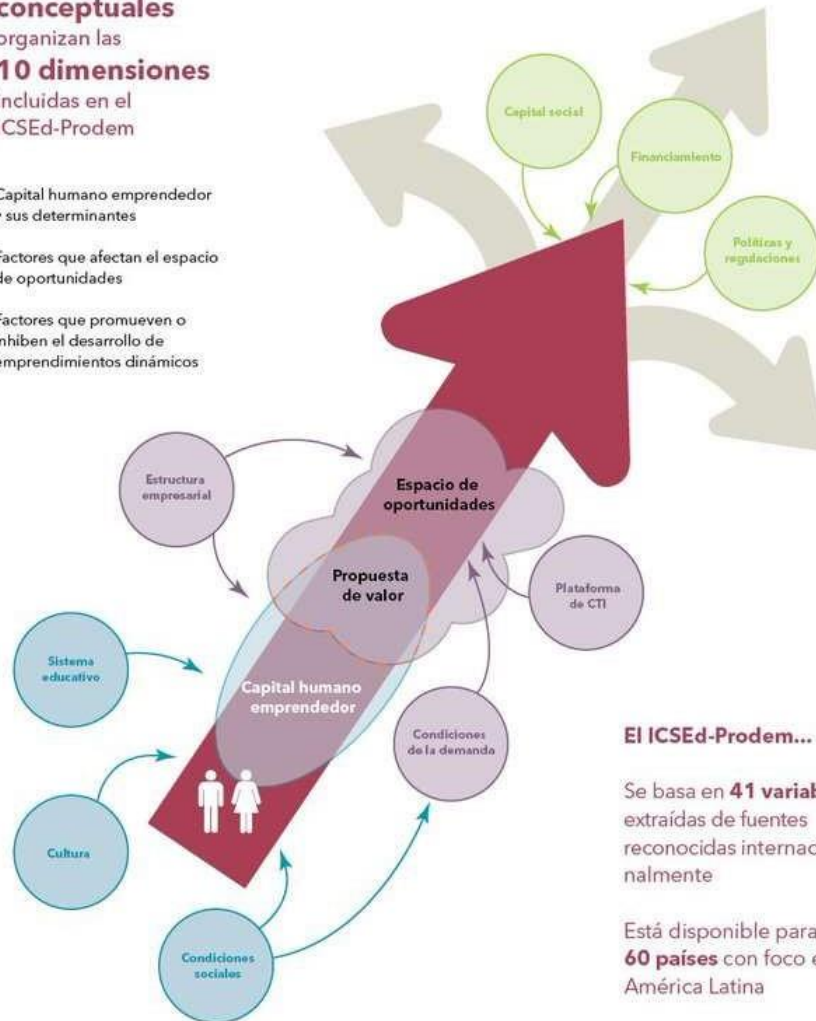 conceptuales
organizan las
10 dimensiones
incluidas en el
ICSEd-Prodem
Capital humano emprendedor
y sus determinantes
Factores que afectan el espacio
de oportunidades
Factores que promueven o
inhiben el desarrollo de
emprendimientos dinámicos
Capital social
Financiamiento
Políticas y
regulaciones
Estructura
empresarial
Espacio de
oportunidades
Propuesta
de valor
Plataforma
de CTI
Sistema
educativo
Capital humano
emprendedor
Condiciones
de la demanda
Cultura
Condiciones
sociales
El ICSEd-Prodem...
Se basa en 41 variab
extraídas de fuentes
reconocidas internac
nalmente
Está disponible para
60 países con foco e
América Latina